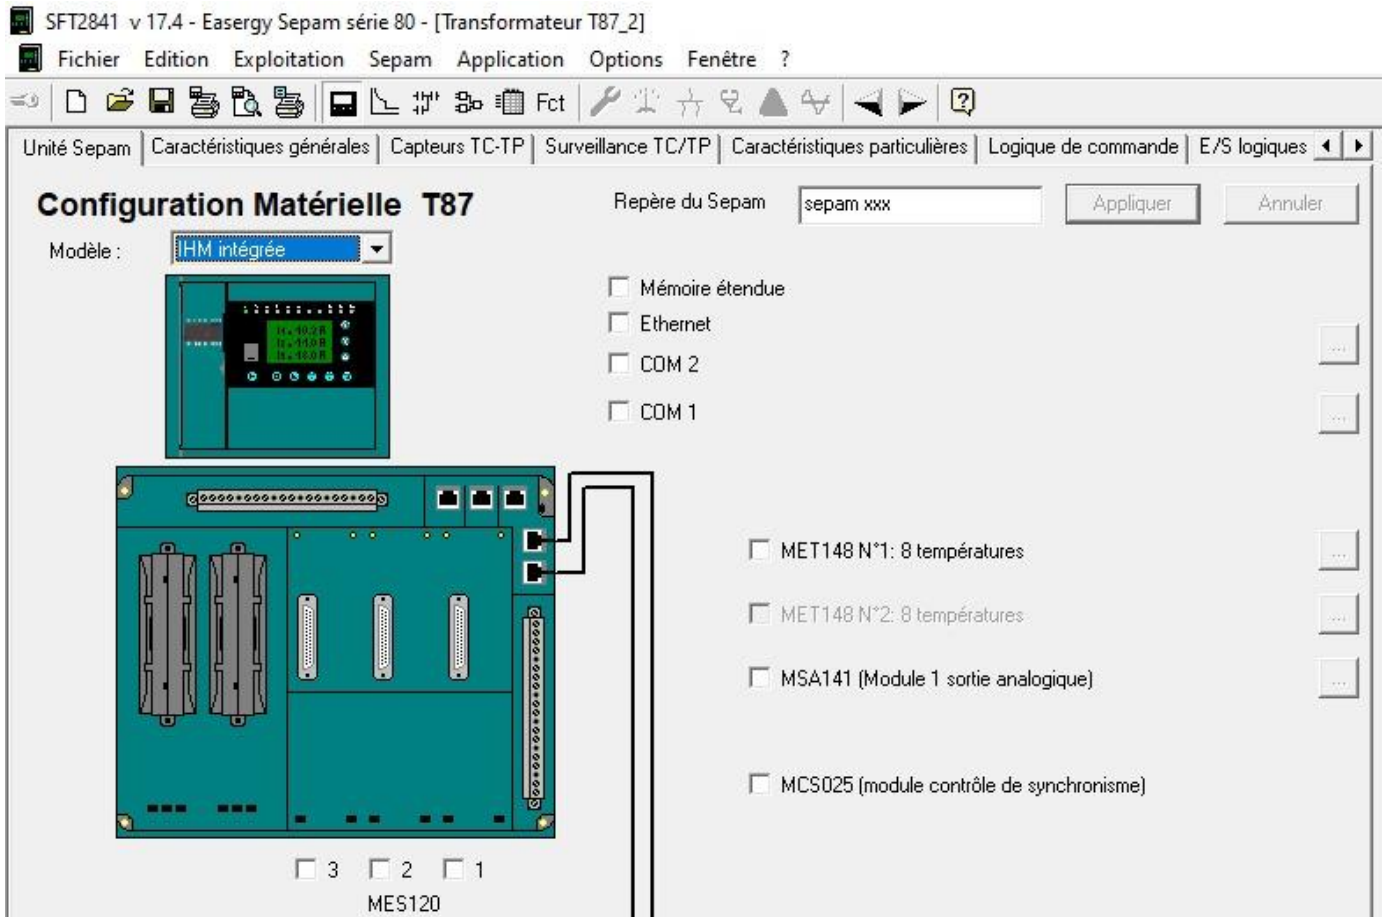 SFT2841 v 17.4 - Easergy Sepam série 80 - [Transformateur T87_2]
Fichier Edition Exploitation Sepam Application Options Fenêtre ?
Fct
Unité Sepam Caractéristiques générales Capteurs TC-TP Surveillance TC/TP Caractéristiques particulières Logique de commande E/S logiques
Configuration Matérielle T87 Repère du Sepam sepam xxx Appliquer Annuler
Modèle : IHM intégrée
Mémoire étendue
Ethernet
...
COM 2
COM 1 ...
MET148 N°1: 8 températures ...
MET148 N°2: 8 températures ...
MSA141 (Module 1 sortie analogique) ...
MCS025 (module contrôle de synchronisme)
3 2 1
MES120